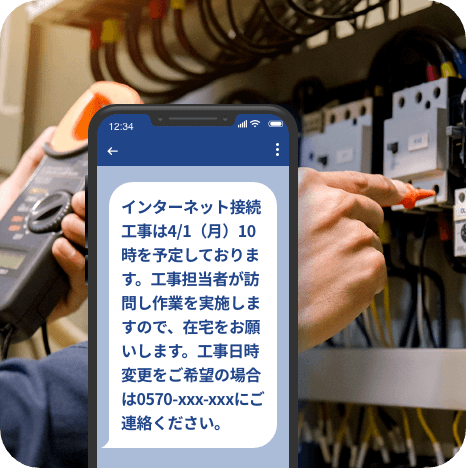 12:34
インターネット接続
工事は4/1（月）10
時を予定しておりま
す。工事担当者が訪
問し作業を実施しま
すので、在宅をお願
いします。工事日時
変更をご希望の場合
は0570-xxx-xxxにご
連絡ください。